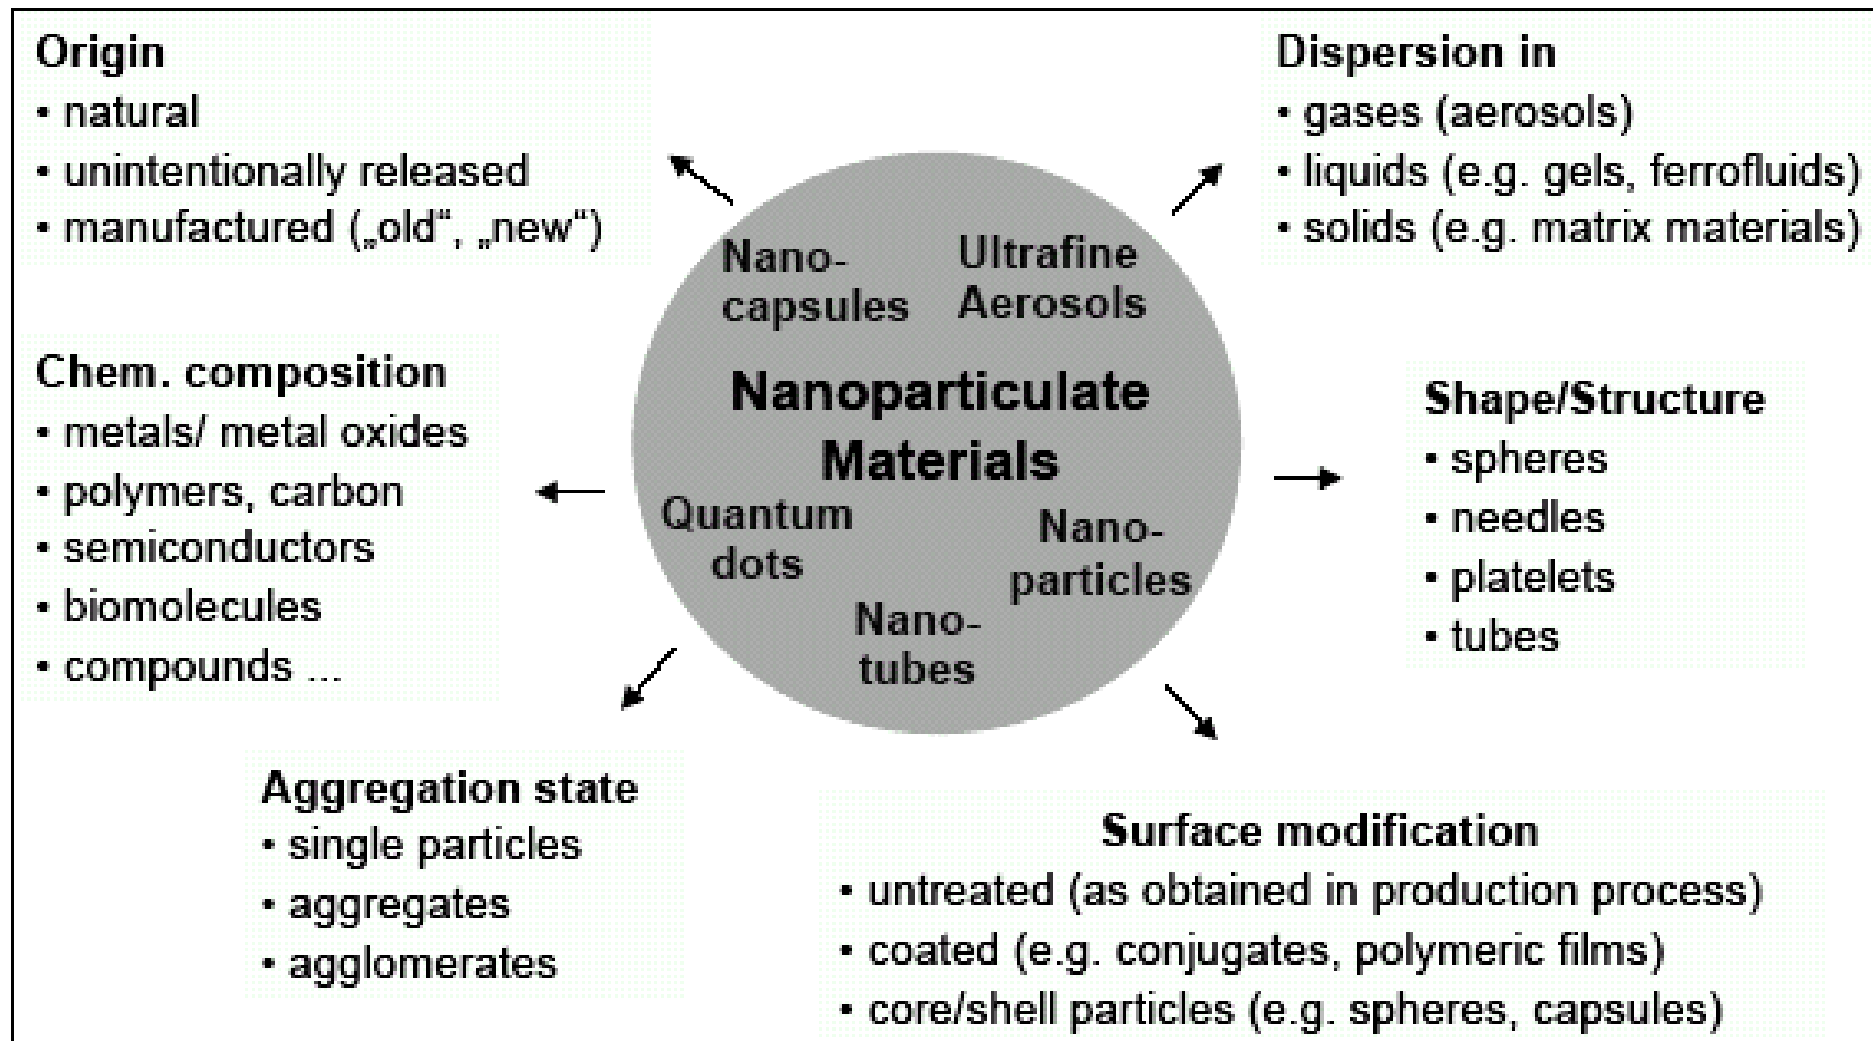 Origin
• natural
• unintentionally released
• manufactured („old“, „new“)
Dispersion in
• gases (aerosols)
• liquids (e.g. gels, ferrofluids)
• solids (e.g. matrix materials)
Nano-
capsules
Ultrafine
Aerosols
Nanoparticulate
Materials
Quantum
dots
Nano-
particles
Nano-
tubes
Chem. composition
• metals/ metal oxides
• polymers, carbon
• semiconductors
• biomolecules
• compounds ...
Shape/Structure
• spheres
• needles
• platelets
• tubes
Aggregation state
• single particles
• aggregates
• agglomerates
Surface modification
• untreated (as obtained in production process)
• coated (e.g. conjugates, polymeric films)
• core/shell particles (e.g. spheres, capsules)